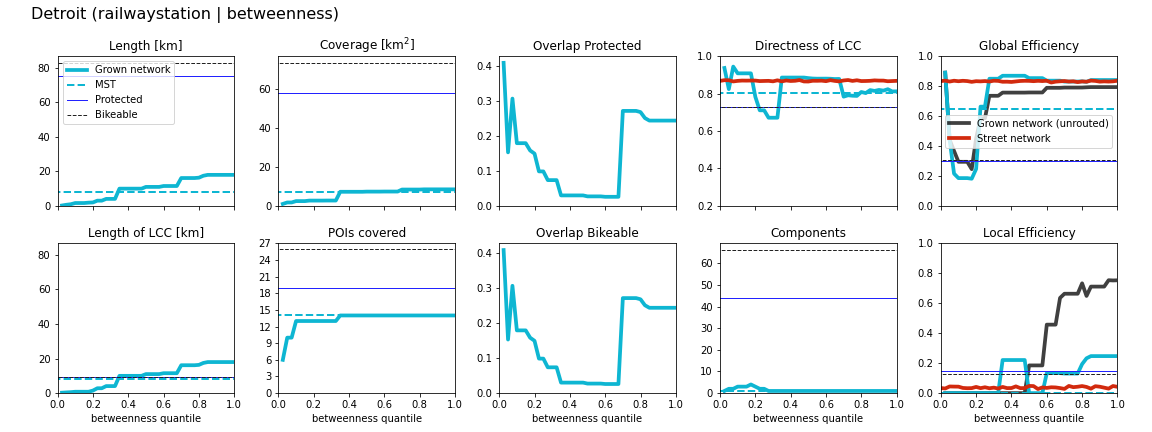 Detroit (railwaystation | betweenness)
Length [km]
80
60
40
20
0
Grown network
MST
Protected
Bikeable
Coverage [km²]
60
40
20
0
Overlap Protected
0.4
0.3
0.2
0.1
0.0
Directness of LCC
1.0
0.8
0.6
0.4
0.2
Global Efficiency
1.0
0.8
0.6
0.4
0.2
0.0
Grown network (unrouted)
Street network
Length of LCC [km]
80
60
40
20
0
0.0 0.2 0.4 0.6 0.8 1.0
betweenness quantile
POIs covered
27
24
21
18
15
12
9
6
3
0
0.0 0.2 0.4 0.6 0.8 1.0
betweenness quantile
Overlap Bikeable
0.4
0.3
0.2
0.1
0.0
0.0 0.2 0.4 0.6 0.8 1.0
betweenness quantile
Components
60
50
40
30
20
10
0
0.0 0.2 0.4 0.6 0.8 1.0
betweenness quantile
Local Efficiency
1.0
0.8
0.6
0.4
0.2
0.0
0.0 0.2 0.4 0.6 0.8 1.0
betweenness quantile